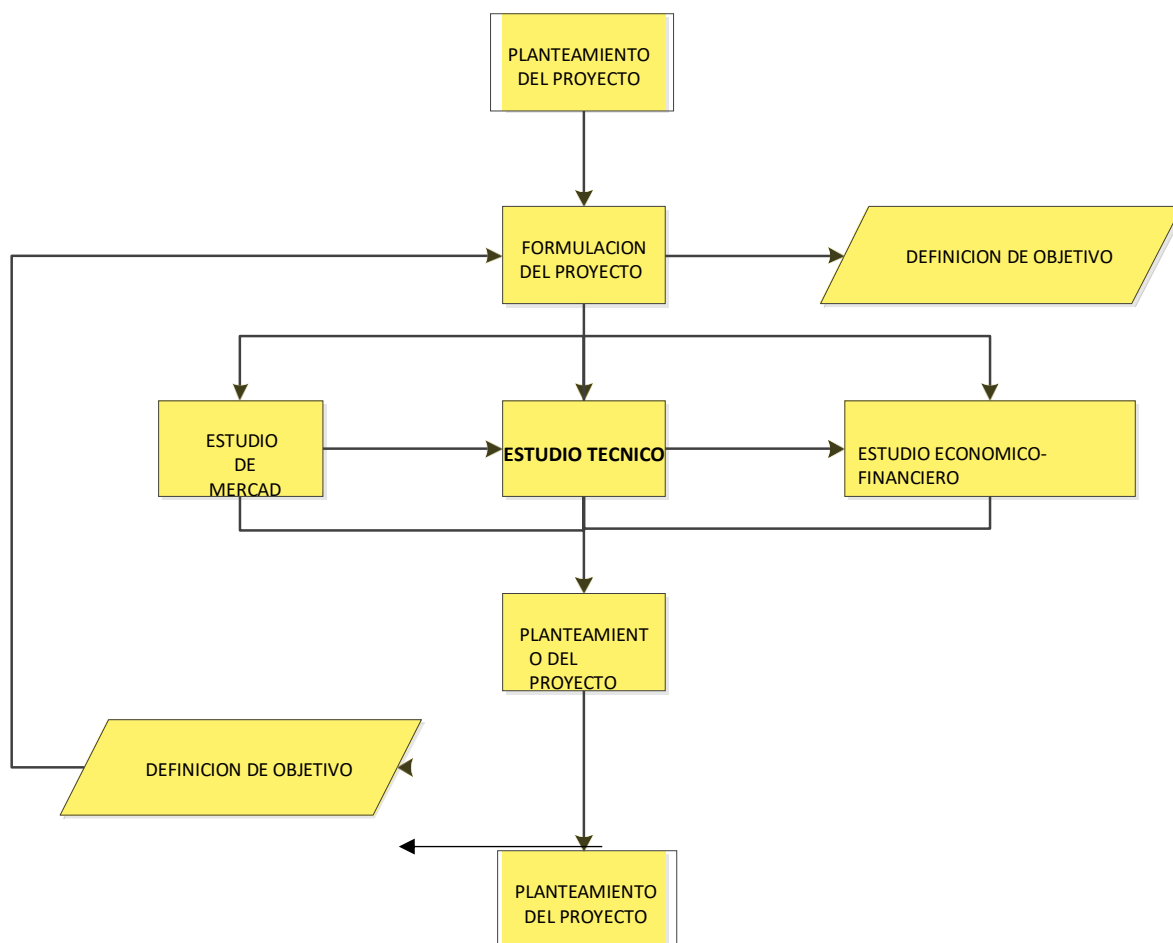 PLANTEAMIENTO
DEL PROYECTO
FORMULACION
DEL PROYECTO
DEFINICION DE OBJETIVO
ESTUDIO
DE
MERCAD
ESTUDIO TECNICO
ESTUDIO ECONOMICO-
FINANCIERO
PLANTEAMIENT
O DEL
PROYECTO
DEFINICION DE OBJETIVO
PLANTEAMIENTO
DEL PROYECTO